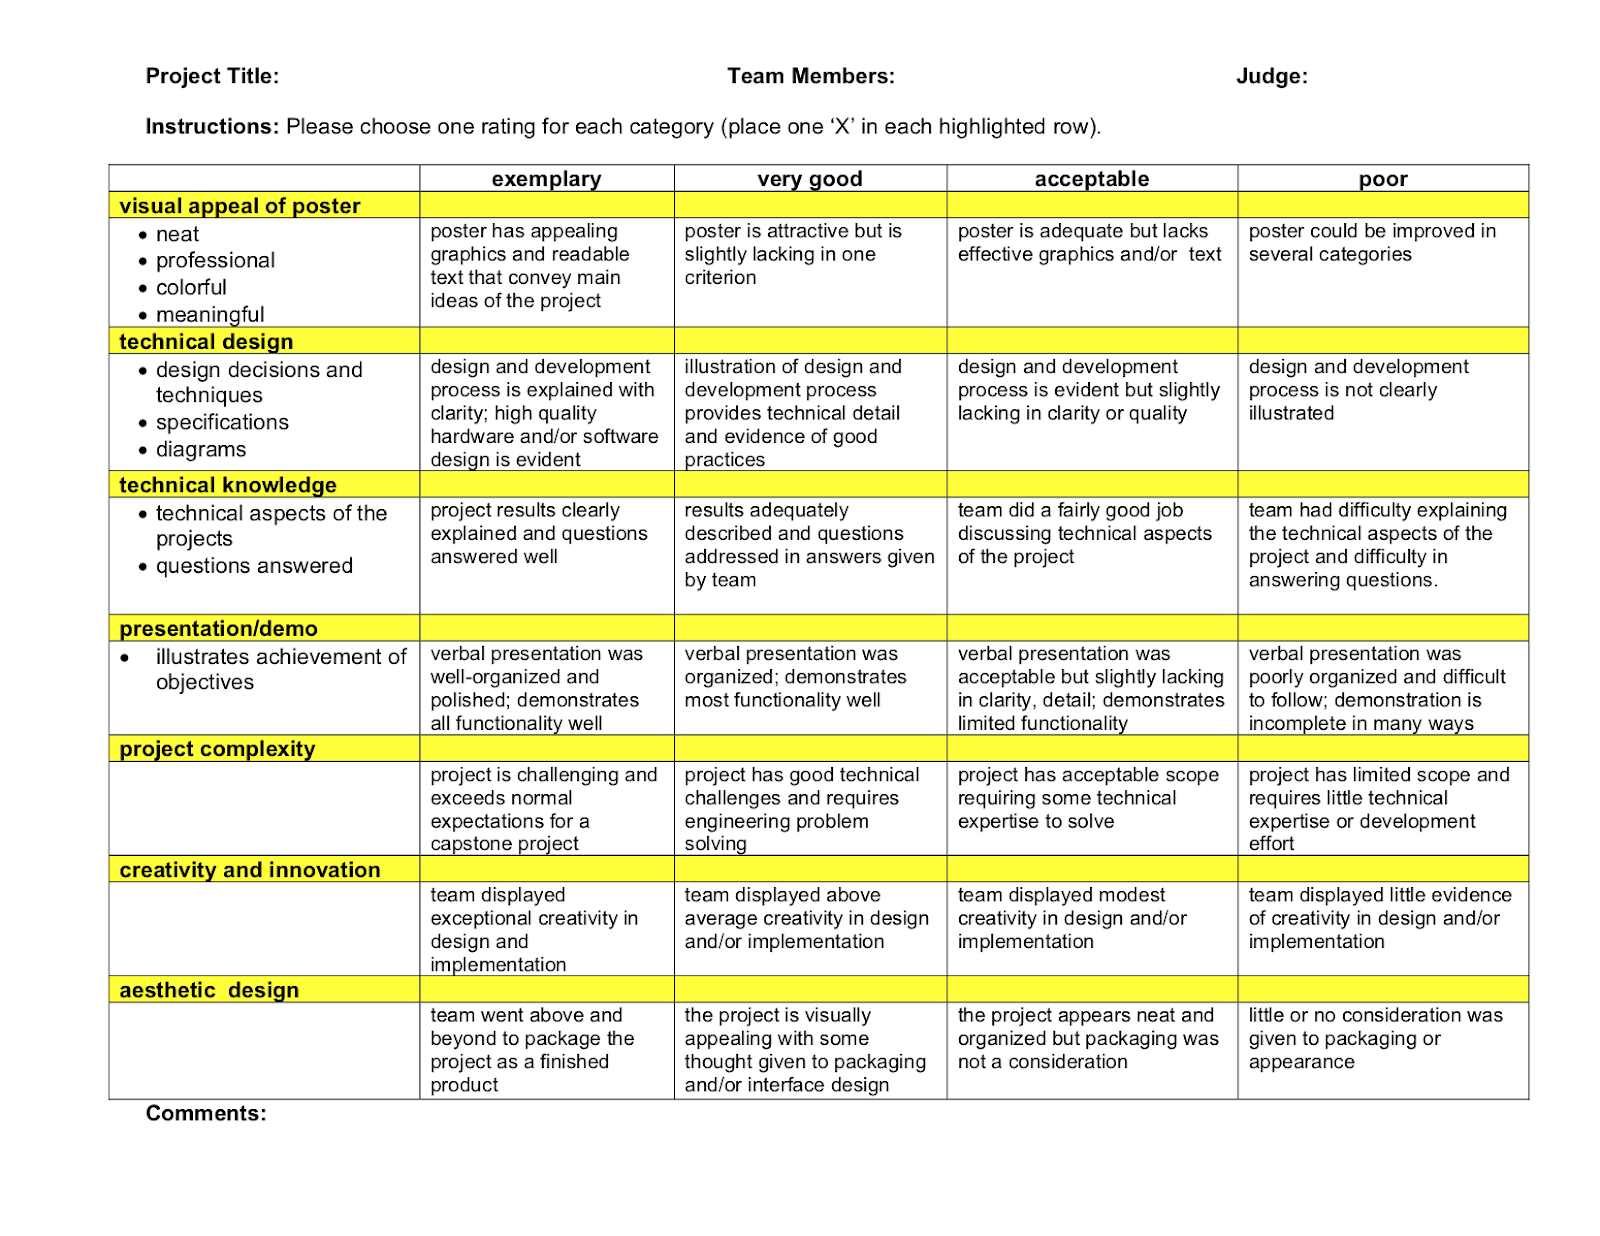 Project Title: Team Members: Judge:
Instructions: Please choose one rating for each category (place one ‘X’ in each highlighted row).
exemplary very good acceptable poor
visual appeal of poster
• neat
• professional
• colorful
• meaningful
poster has appealing
graphics and readable
text that convey main
ideas of the project
poster is attractive but is
slightly lacking in one
criterion
poster is adequate but lacks
effective graphics and/or text
poster could be improved in
several categories
technical design
• design decisions and
techniques
• specifications
• diagrams
design and development
process is explained with
clarity; high quality
hardware and/or software
design is evident
illustration of design and
development process
provides technical detail
and evidence of good
practices
design and development
process is evident but slightly
lacking in clarity or quality
design and development
process is not clearly
illustrated
technical knowledge
• technical aspects of the
projects
• questions answered
project results clearly
explained and questions
answered well
results adequately
described and questions
addressed in answers given
by team
team did a fairly good job
discussing technical aspects
of the project
team had difficulty explaining
the technical aspects of the
project and difficulty in
answering questions.
presentation/demo
• illustrates achievement of
objectives
verbal presentation was
well-organized and
polished; demonstrates
all functionality well
verbal presentation was
organized; demonstrates
most functionality well
verbal presentation was
acceptable but slightly lacking
in clarity, detail; demonstrates
limited functionality
verbal presentation was
poorly organized and difficult
to follow; demonstration is
incomplete in many ways
project complexity
project is challenging and
exceeds normal
expectations for a
capstone project
project has good technical
challenges and requires
engineering problem
solving
project has acceptable scope
requiring some technical
expertise to solve
project has limited scope and
requires little technical
expertise or development
effort
creativity and innovation
team displayed
exceptional creativity in
design and
implementation
team displayed above
average creativity in design
and/or implementation
team displayed modest
creativity in design and/or
implementation
team displayed little evidence
of creativity in design and/or
implementation
aesthetic design
team went above and
beyond to package the
project as a finished
product
the project is visually
appealing with some
thought given to packaging
and/or interface design
the project appears neat and
organized but packaging was
not a consideration
little or no consideration was
given to packaging or
appearance
Comments: